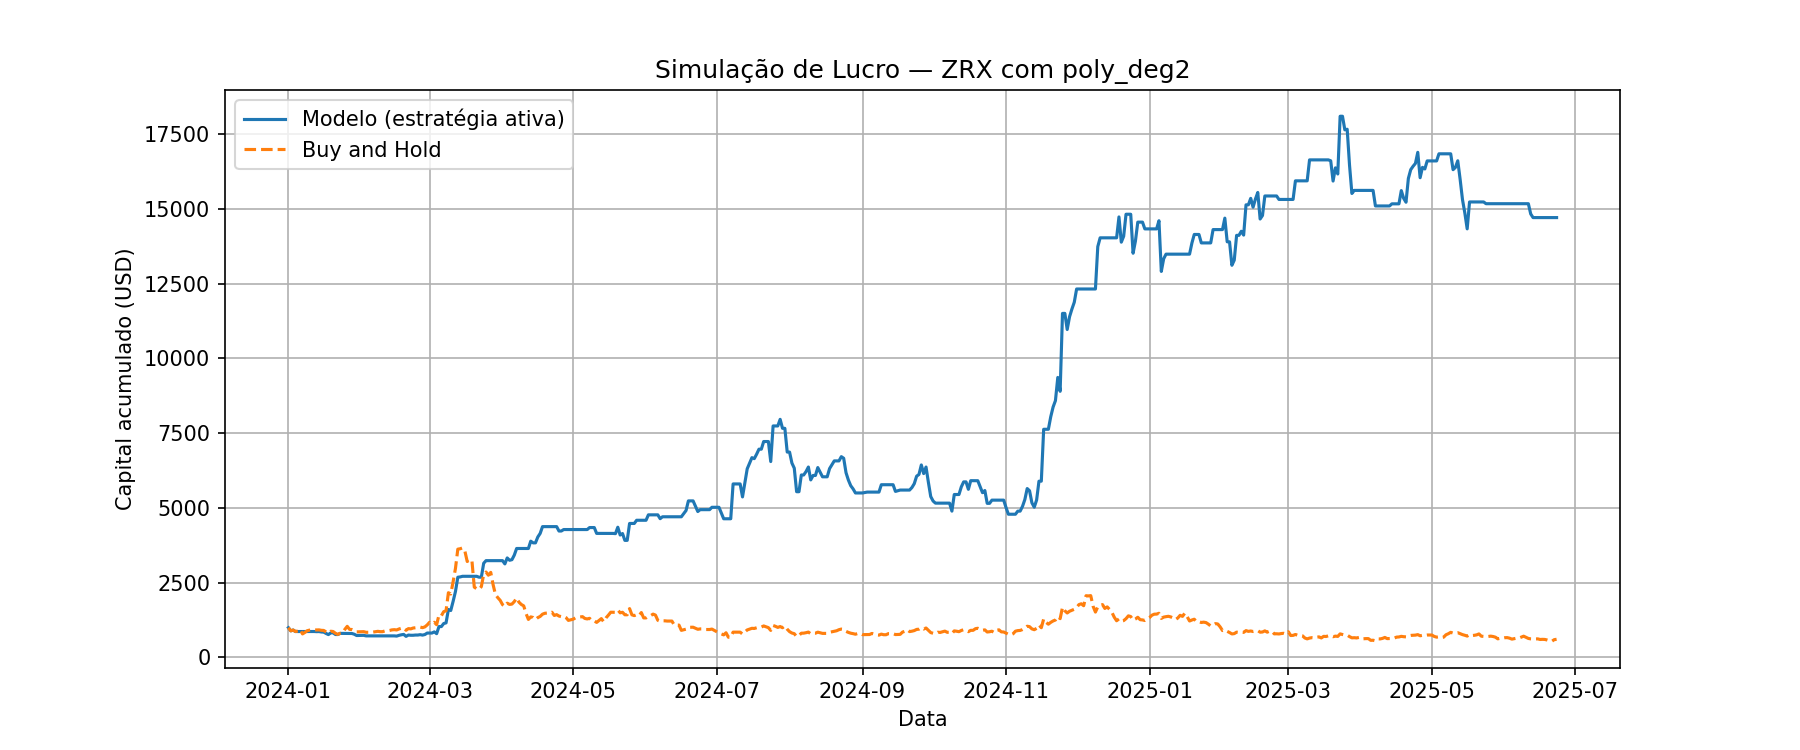 Simulação de Lucro — ZRX com poly_deg2
Modelo (estratégia ativa)
Buy and Hold
Capital acumulado (USD)
17500
15000
12500
10000
7500
5000
2500
0
2024-01 2024-03 2024-05 2024-07 2024-09 2024-11 2025-01 2025-03 2025-05 2025-07
Data